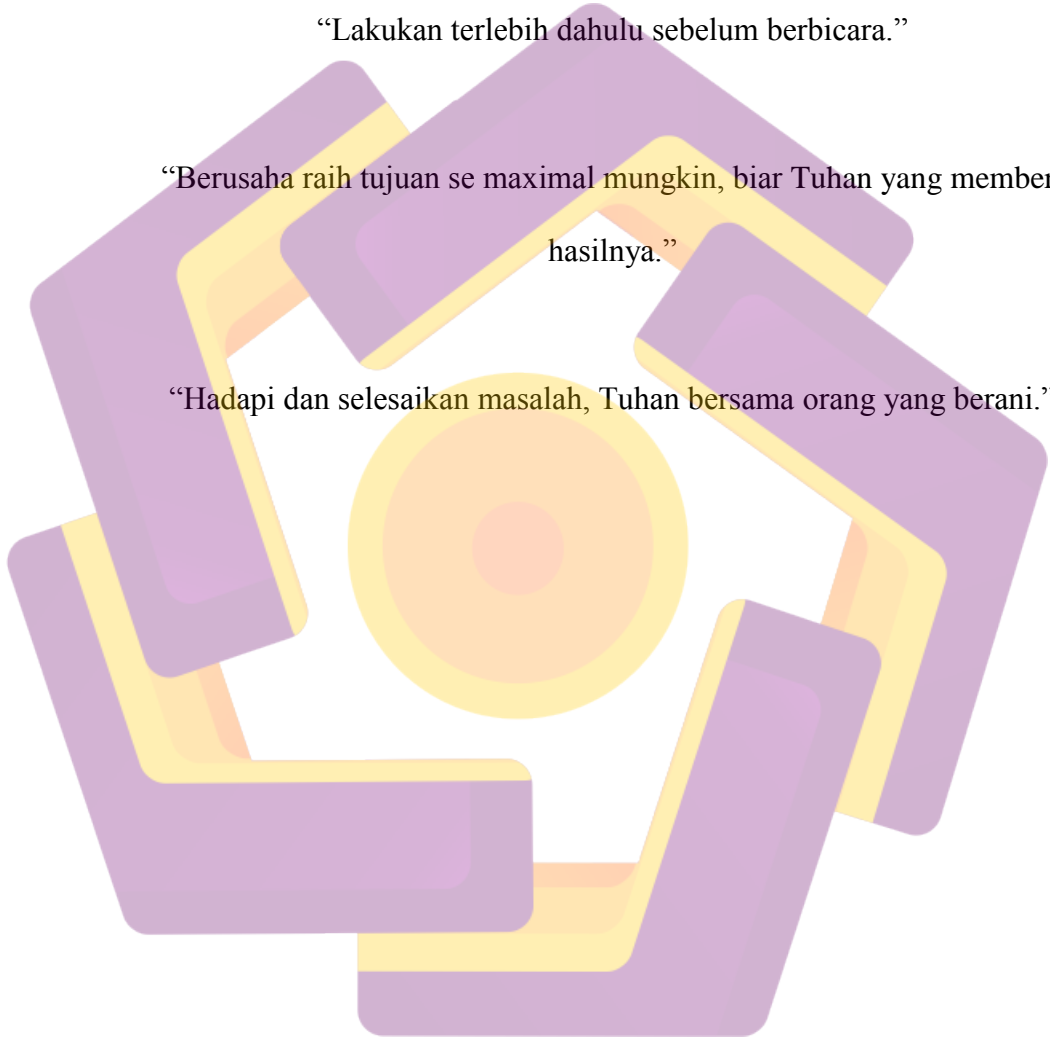 “Lakukan terlebih dahulu sebelum berbicara.”
“Berusaha raih tujuan se maximal mungkin, biar Tuhan yang member
hasilnya.”
“Hadapi dan selesaikan masalah, Tuhan bersama orang yang berani.”